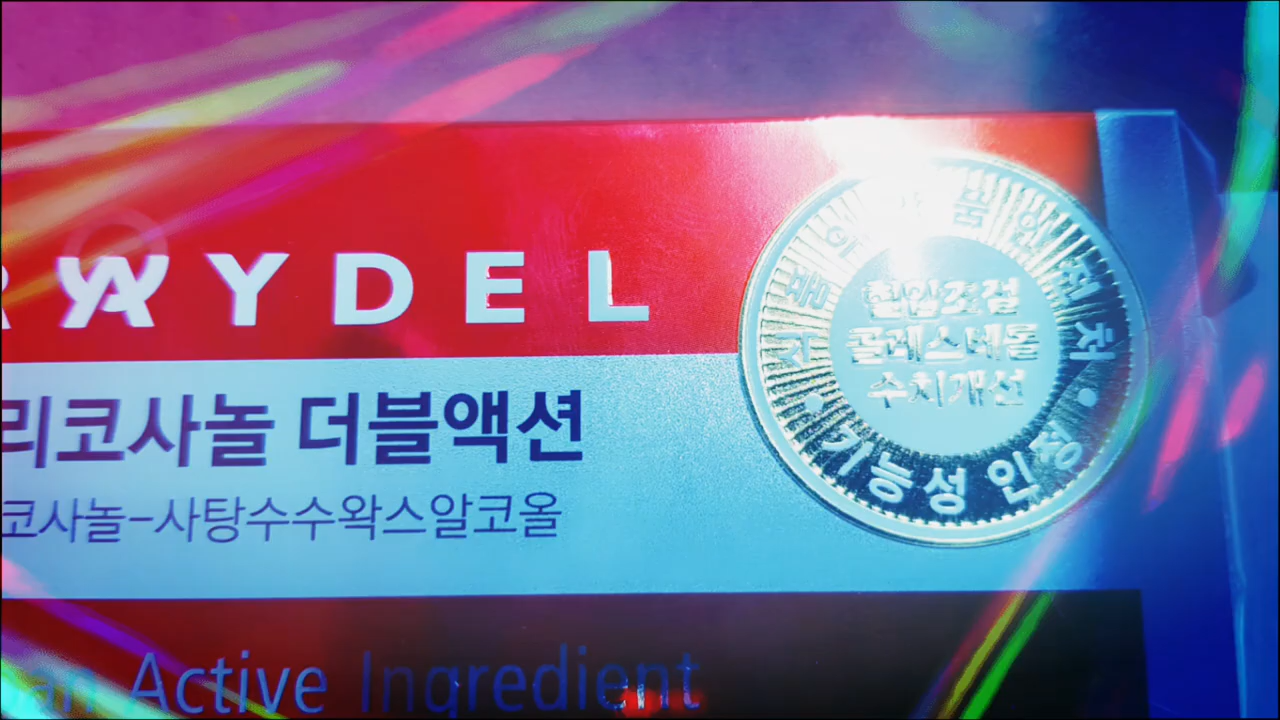 RAYDEL
리코사놀 더블액션
코사놀-사탕수수왁스알코올
혈압조절
콜레스테롤
수치개선
기능성 인정
Active Ingredient